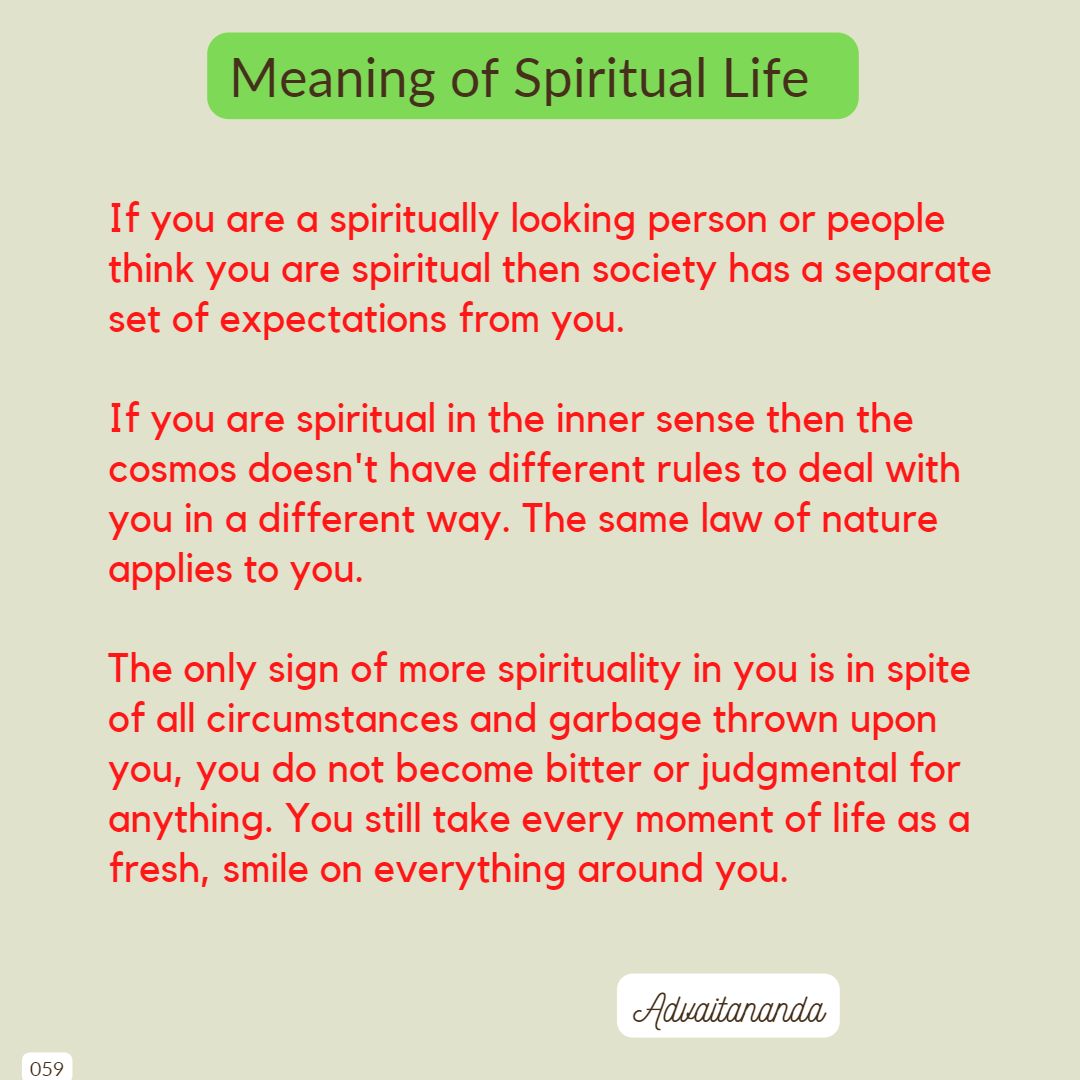 Meaning of Spiritual Life
If you are a spiritually looking person or people
think you are spiritual then society has a separate
set of expectations from you.
If you are spiritual in the inner sense then the
cosmos doesn't have different rules to deal with
you in a different way. The same law of nature
applies to you.
The only sign of more spirituality in you is in spite
of all circumstances and garbage thrown upon
you, you do not become bitter or judgmental for
anything. You still take every moment of life as a
fresh, smile on everything around you.
Advaitananda
059